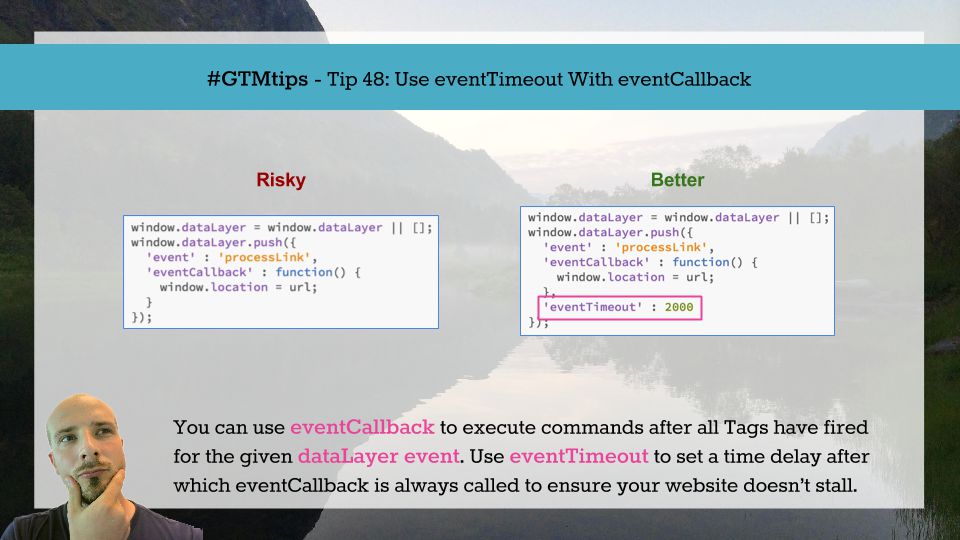 #GTMtips - Tip 48: Use eventTimeout With eventCallback
Risky
window.dataLayer = window.dataLayer || [];
window.dataLayer.push({
  'event' : 'processLink',
  'eventCallback' : function() {
    window.location = url;
  }
});
Better
window.dataLayer = window.dataLayer || [];
window.dataLayer.push({
  'event' : 'processLink',
  'eventCallback' : function() {
    window.location = url;
  },
  'eventTimeout' : 2000
});
You can use eventCallback to execute commands after all Tags have fired
for the given dataLayer event. Use eventTimeout to set a time delay after
which eventCallback is always called to ensure your website doesn't stall.